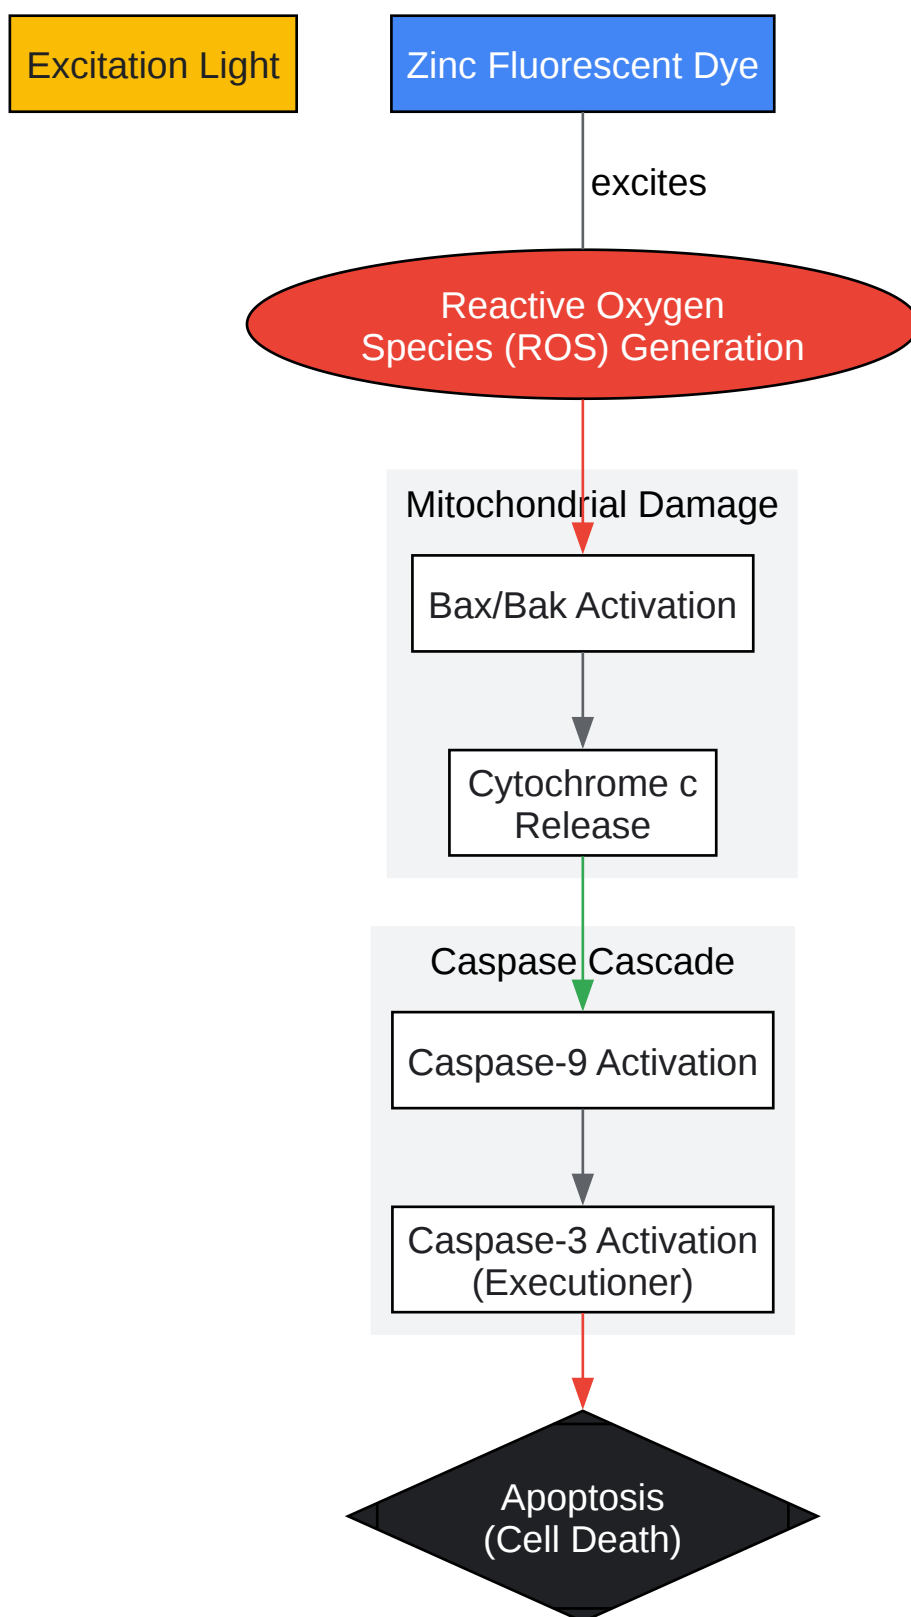 Excitation Light
Zinc Fluorescent Dye
excites
Reactive Oxygen
Species (ROS) Generation
Mitochondrial Damage
Bax/Bak Activation
Cytochrome c
Release
Caspase Cascade
Caspase-9 Activation
Caspase-3 Activation
(Executioner)
Apoptosis
(Cell Death)